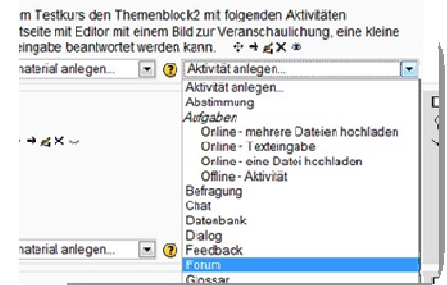 m Testkurs den Themenblock2 mit folgenden Aktivitäten
tseite mit Editor mit einem Bild zur Veranschaulichung, eine kleine
eingabe beantwortet werden kann.
material anlegen...
Aktivität anlegen...
Aktivität anlegen...
Abstimmung
Aufgaben
Online - mehrere Dateien hochladen
Online - Texteingabe
Online - eine Datei hochladen
Offline - Aktivität
Befragung
Chat
Datenbank
Dialog
Feedback
material anlegen...
Forum
Glossar